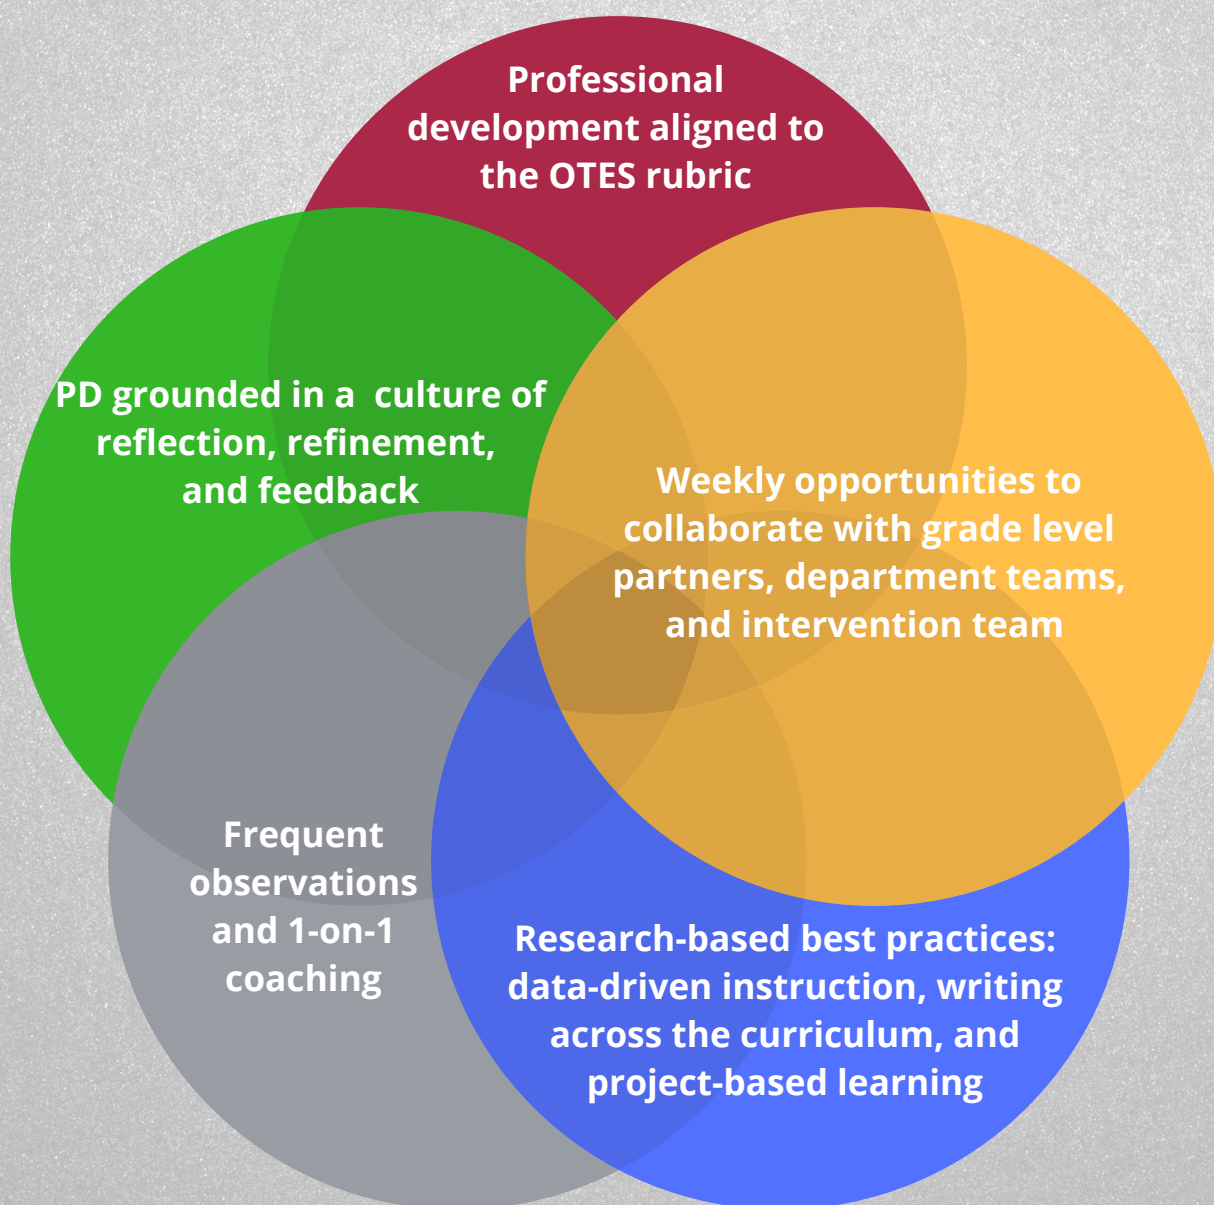 Professional
development aligned to
the OTES rubric
PD grounded in a  culture of
reflection, refinement,
and feedback
Weekly opportunities to
collaborate with grade level
partners, department teams,
and intervention team
Frequent
observations
and 1-on-1
coaching
Research-based best practices:
data-driven instruction, writing
across the curriculum, and
project-based learning